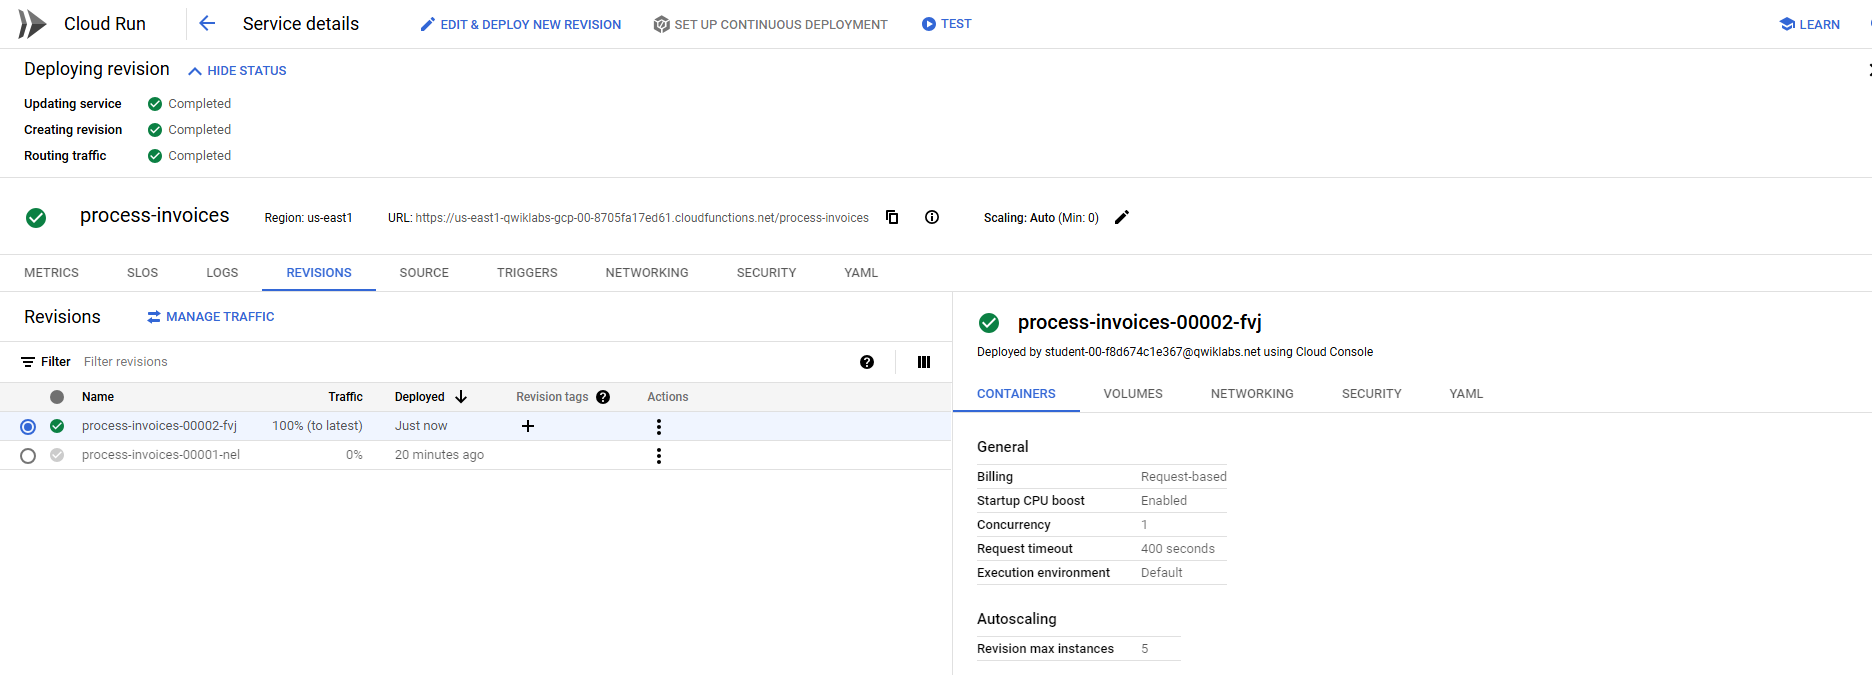 Cloud Run
Service details
EDIT & DEPLOY NEW REVISION
SET UP CONTINUOUS DEPLOYMENT
TEST
LEARN
Deploying revision
HIDE STATUS
Updating service Completed
Creating revision Completed
Routing traffic Completed
process-invoices
Region: us-east1
URL: https://us-east1-qwiklabs-gcp-00-8705fa17ed61.cloudfunctions.net/process-invoices
Scaling: Auto (Min: 0)
METRICS SLOS LOGS REVISIONS SOURCE TRIGGERS NETWORKING SECURITY YAML
Revisions
MANAGE TRAFFIC
Filter Filter revisions
Name Traffic Deployed Revision tags Actions
process-invoices-00002-fvj 100% (to latest) Just now
process-invoices-00001-nel 0% 20 minutes ago
process-invoices-00002-fvj
Deployed by student-00-f8d674c1e367@qwiklabs.net using Cloud Console
CONTAINERS VOLUMES NETWORKING SECURITY YAML
General
Billing Request-based
Startup CPU boost Enabled
Concurrency 1
Request timeout 400 seconds
Execution environment Default
Autoscaling
Revision max instances 5